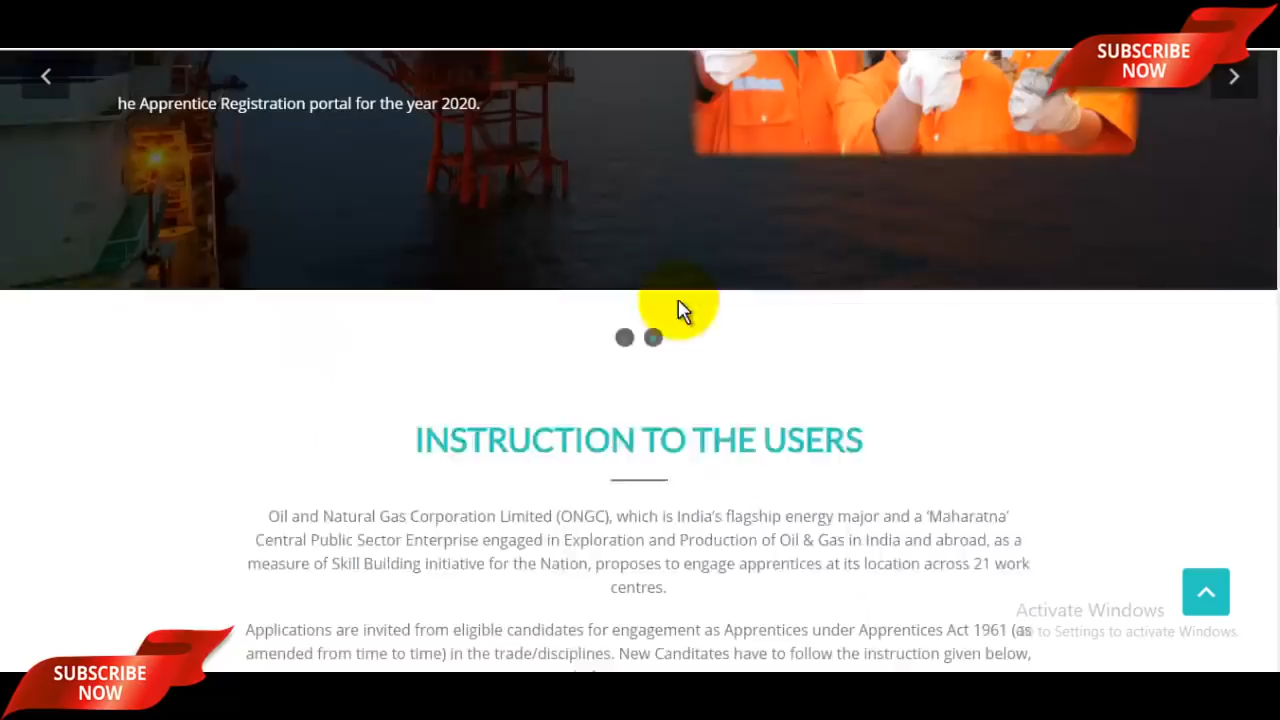 SUBSCRIBE
NOW
he Apprentice Registration portal for the year 2020.
INSTRUCTION TO THE USERS
Oil and Natural Gas Corporation Limited (ONGC), which is India's flagship energy major and a 'Maharatna'
Central Public Sector Enterprise engaged in Exploration and Production of Oil & Gas in India and abroad, as a
measure of Skill Building initiative for the Nation, proposes to engage apprentices at its location across 21 work
centres.
Applications are invited from eligible candidates for engagement as Apprentices under Apprentices Act 1961 (as
amended from time to time) in the trade/disciplines. New Canditates have to follow the instruction given below,
Activate Windows
to Settings to activate Windows.
SUBSCRIBE
NOW